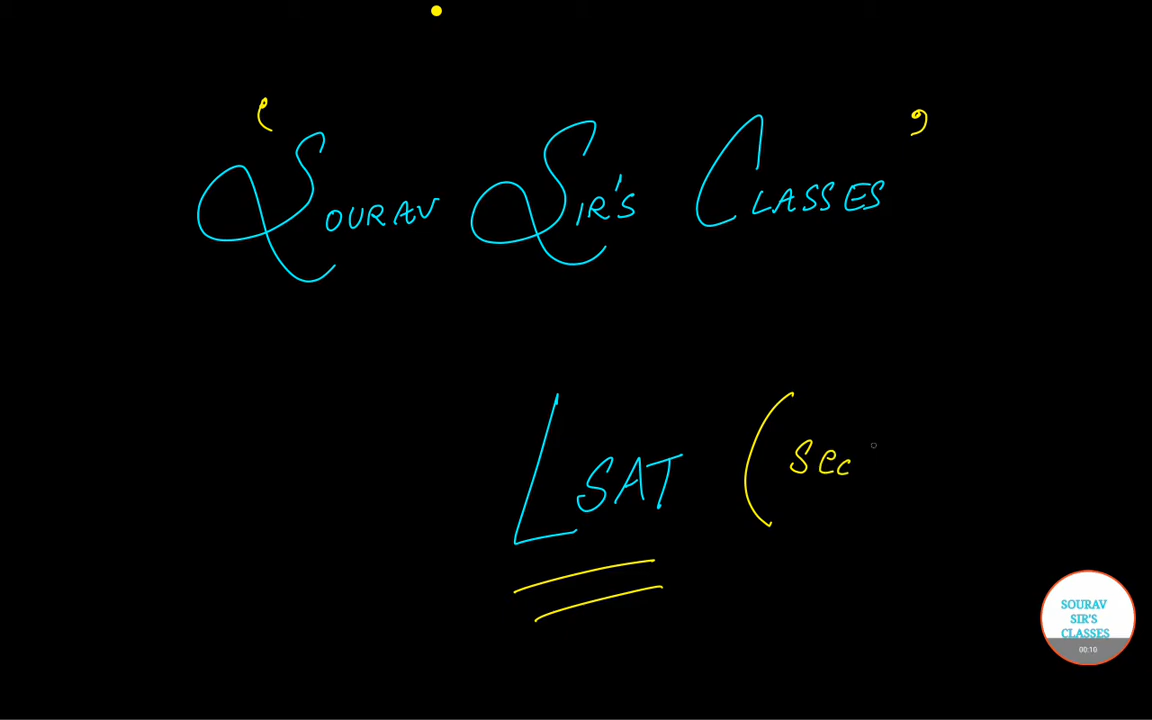 ‘Sourav Sir's Classes’
LSAT (Sec
SOURAV
SIR'S
CLASSES
00:10